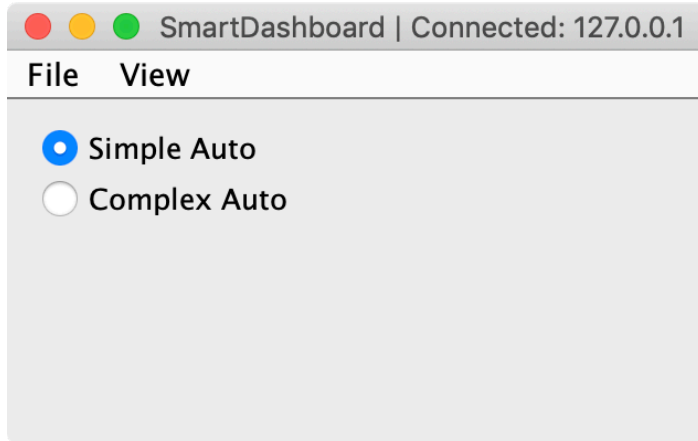 SmartDashboard | Connected: 127.0.0.1
File View
Simple Auto
Complex Auto